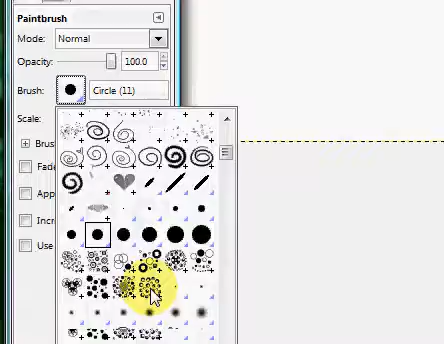 Paintbrush
Mode: Normal
Opacity: 100.0
Brush: Circle (11)
Scale:
Brus
Fade
App
Incr
Use